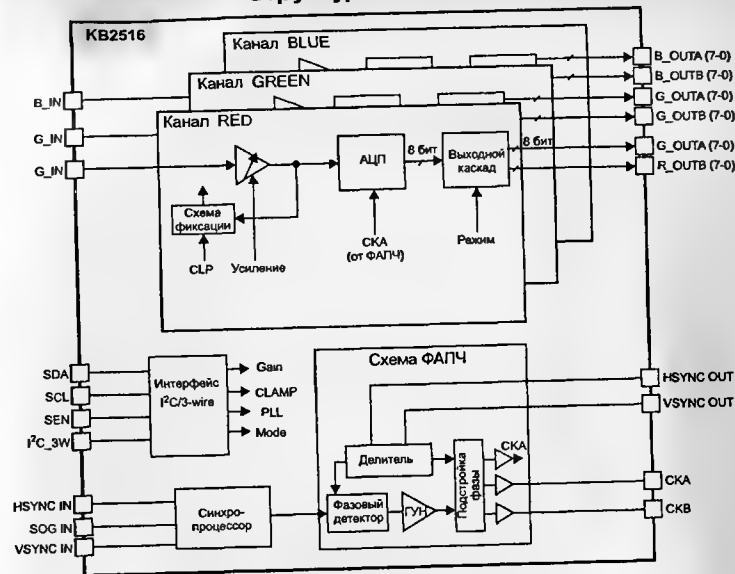 KB2516
Канал BLUE
Канал GREEN
Канал RED
B_IN
G_IN
G_IN
B_OUTA (7-0)
B_OUTB (7-0)
G_OUTA (7-0)
G_OUTB (7-0)
G_OUTA (7-0)
R_OUTB (7-0)
АЦП
8 бит
Выходной
каскад
8 бит
Схема
фиксации
CLP
Усиление
СКА
(от ФАПЧ)
Режим
SDA
SCL
SEN
I²C_3W
Интерфейс
I²C/3-wire
Gain
CLAMP
PLL
Mode
Схема ФАПЧ
HSYNC OUT
VSYNC OUT
Делитель
Фазовый
детектор
ГУН
Подстройка
фазы
СКА
CKA
CKB
HSYNC IN
SOG IN
VSYNC IN
Синхро-
процессор